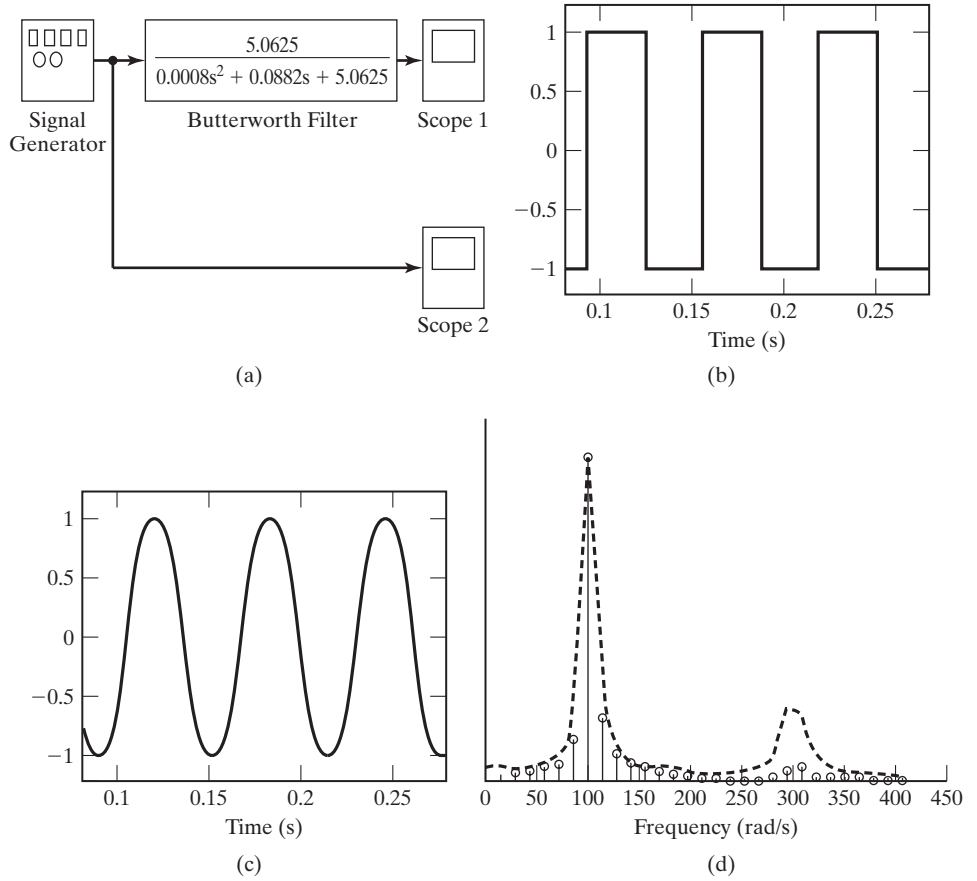 5.0625
0.0008s² + 0.0882s + 5.0625
Signal
Generator
Butterworth Filter
Scope 1
Scope 2
(a)
1
0.5
0
−0.5
−1
0.1 0.15 0.2 0.25
Time (s)
(b)
1
0.5
0
−0.5
−1
0.1 0.15 0.2 0.25
Time (s)
(c)
0 50 100 150 200 250 300 350 400 450
Frequency (rad/s)
(d)